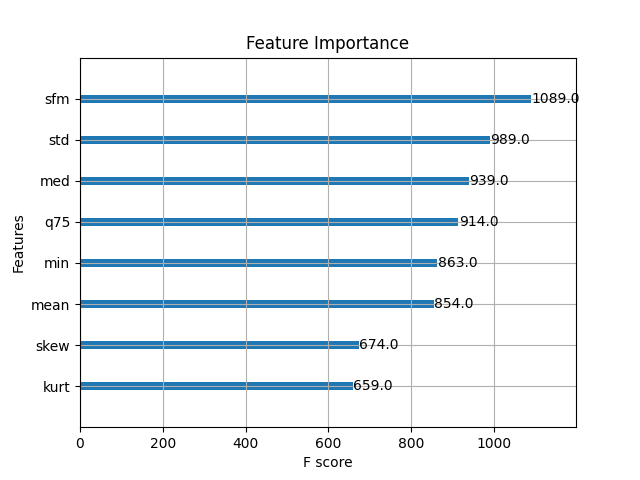 Feature Importance
sfm 1089.0
std 989.0
med 939.0
q75 914.0
min 863.0
mean 854.0
skew 674.0
kurt 659.0
Features
0 200 400 600 800 1000
F score